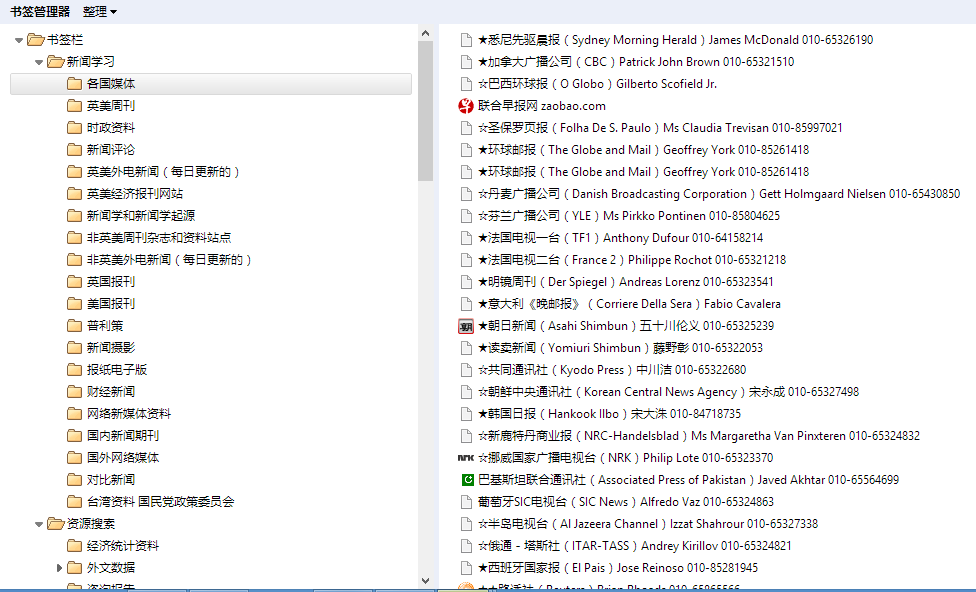 书签管理器 整理
书签栏
新闻学习
各国媒体
英美周刊
时政资料
新闻评论
英美外电新闻（每日更新的）
英美经济报刊网站
新闻学和新闻学起源
非英美周刊杂志和资料站点
非英美外电新闻（每日更新的）
英国报刊
美国报刊
普利策
新闻摄影
报纸电子版
财经新闻
网络新媒体资料
国内新闻期刊
国外网络媒体
对比新闻
台湾资料 国民党政策委员会
资源搜索
经济统计资料
外文数据
咨询报告
★悉尼先驱晨报（Sydney Morning Herald）James McDonald 010-65326190
★加拿大广播公司（CBC）Patrick John Brown 010-65321510
☆巴西环球报（O Globo）Gilberto Scofield Jr.
联合早报网 zaobao.com
☆圣保罗页报（Folha De S. Paulo）Ms Claudia Trevisan 010-85997021
★环球邮报（The Globe and Mail）Geoffrey York 010-85261418
★环球邮报（The Globe and Mail）Geoffrey York 010-85261418
☆丹麦广播公司（Danish Broadcasting Corporation）Gett Holmgaard Nielsen 010-65430850
☆芬兰广播公司（YLE）Ms Pirkko Pontinen 010-85804625
★法国电视一台（TF1）Anthony Dufour 010-64158214
★法国电视二台（France 2）Philippe Rochot 010-65321218
★明镜周刊（Der Spiegel）Andreas Lorenz 010-65323541
★意大利《晚邮报》（Corriere Della Sera）Fabio Cavalera
★朝日新闻（Asahi Shimbun）五十川伦义 010-65325239
★读卖新闻（Yomiuri Shimbun）藤野彰 010-65322053
☆共同通讯社（Kyodo Press）中川洁 010-65322680
☆朝鲜中央通讯社（Korean Central News Agency）宋永成 010-65327498
★韩国日报（Hankook Ilbo）宋大洙 010-84718735
☆新鹿特丹商业报（NRC-Handelsblad）Ms Margaretha Van Pinxteren 010-65324832
☆挪威国家广播电视台（NRK）Philip Lote 010-65323370
巴基斯坦联合通讯社（Associated Press of Pakistan）Javed Akhtar 010-65564699
葡萄牙SIC电视台（SIC News）Alfredo Vaz 010-65324863
☆半岛电视台（Al Jazeera Channel）Izzat Shahrour 010-65327338
☆俄通 - 塔斯社（ITAR-TASS）Andrey Kirillov 010-65324821
★西班牙国家报（El Pais）Jose Reinoso 010-85281945
★★路透社（Reuters）Brian Rhoads 010-65865566